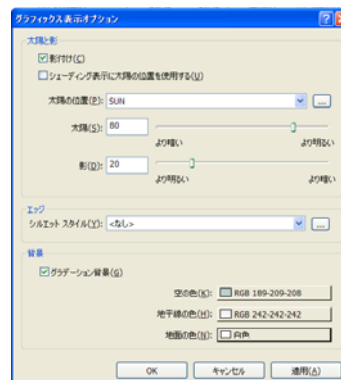 グラフィックス表示オプション
太陽と影
影付け(C)
シェーディング表示に太陽の位置を使用する(U)
太陽の位置(P): SUN
太陽(S): 80
より暗い より明るい
影(D): 20
より明るい より暗い
エッジ
シルエット スタイル(Y): <なし>
背景
グラデーション背景(G)
空の色(K): RGB 189-209-208
地平線の色(H): RGB 242-242-242
地面の色(N): 白色
OK キャンセル 適用(A)